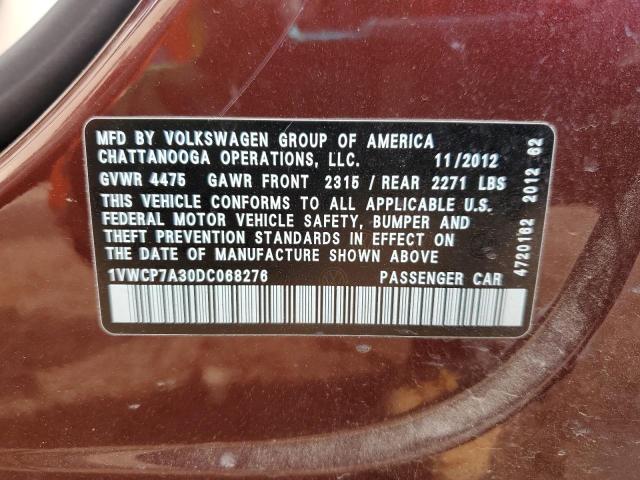 MFD BY VOLKSWAGEN GROUP OF AMERICA
CHATTANOOGA OPERATIONS, LLC. 11/2012
GVWR 4475 GAWR FRONT 2315 / REAR 2271 LBS
THIS VEHICLE CONFORMS TO ALL APPLICABLE U.S.
FEDERAL MOTOR VEHICLE SAFETY, BUMPER AND
THEFT PREVENTION STANDARDS IN EFFECT ON
THE DATE OF MANUFACTURE SHOWN ABOVE
1VWCP7A30DC068276 PASSENGER CAR
4720162 2012 62